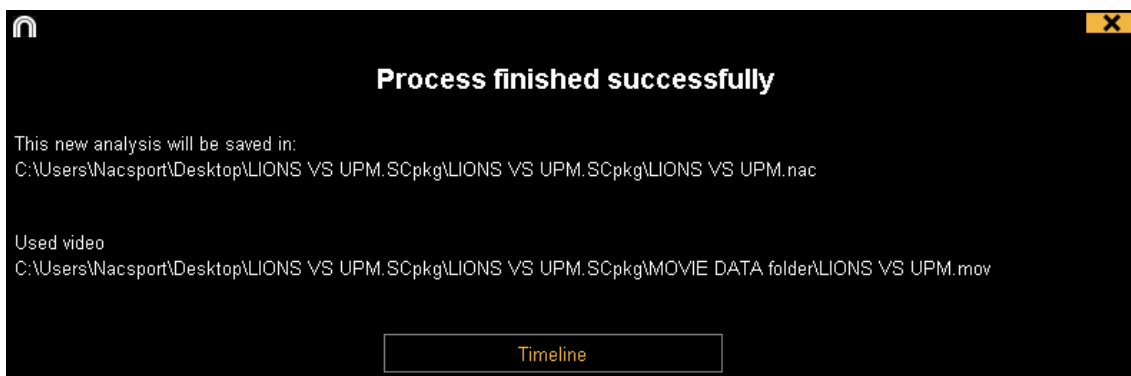 Process finished successfully
This new analysis will be saved in:
C:\Users\Nacsport\Desktop\LIONS VS UPM.SCpkg\LIONS VS UPM.SCpkg\LIONS VS UPM.nac
Used video
C:\Users\Nacsport\Desktop\LIONS VS UPM.SCpkg\LIONS VS UPM.SCpkg\MOVIE DATA folder\LIONS VS UPM.mov
Timeline